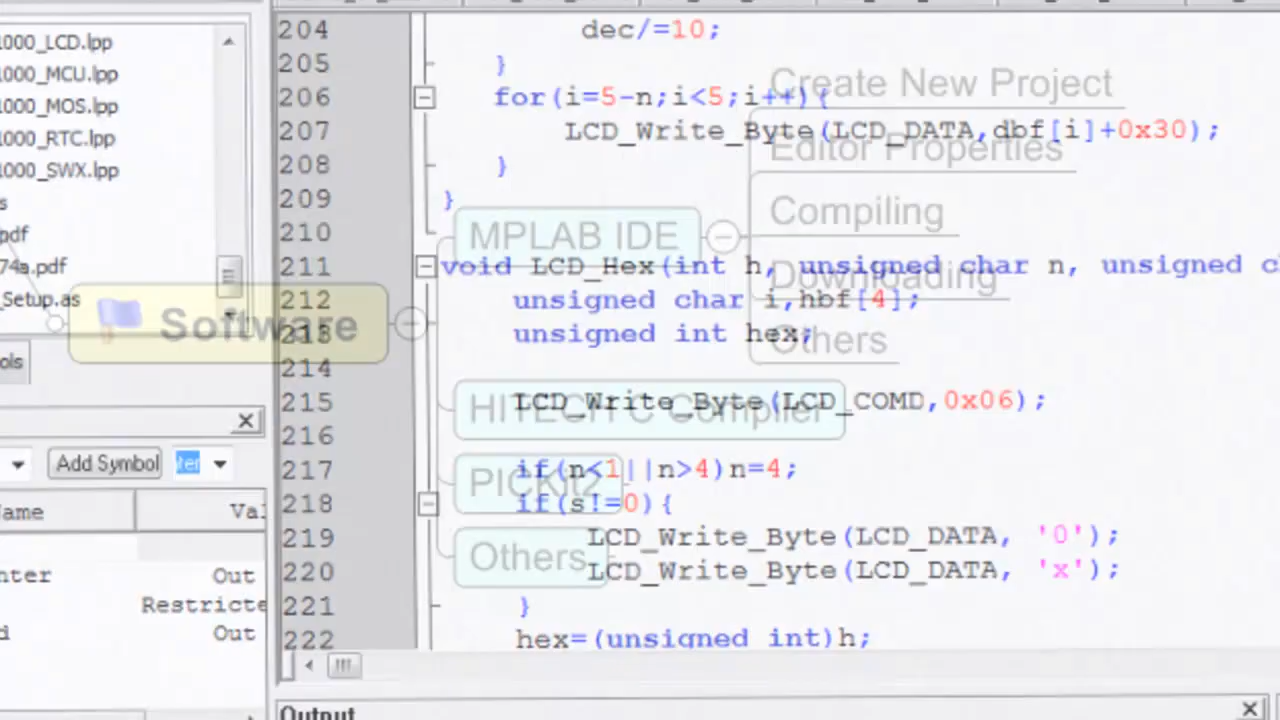 1000_LCD.lpp
1000_MCU.lpp
1000_MOS.lpp
1000_RTC.lpp
1000_SWX.lpp
s
pdf
74a.pdf
_Setup.as
ols
Add Symbol
ame
Val
nter
Out
Restricte
d
Out
204 dec/=10;
205 }
206 for(i=5-n;i<5;i++){
207 LCD_Write_Byte(LCD_DATA,dbf[i]+0x30);
208 }
209 }
210
211 void LCD_Hex(int h, unsigned char n, unsigned c
212 unsigned char i,hbf[4];
213 unsigned int hex;
214
215 LCD_Write_Byte(LCD_COMD,0x06);
216
217 if(n<1||n>4)n=4;
218 if(s!=0){
219 LCD_Write_Byte(LCD_DATA, '0');
220 LCD_Write_Byte(LCD_DATA, 'x');
221 }
222 hex=(unsigned int)h;
Output
Software
MPLAB IDE
Create New Project
Editor Properties
Compiling
Downloading
Others
HITECH C Compiler
PICKit2
Others